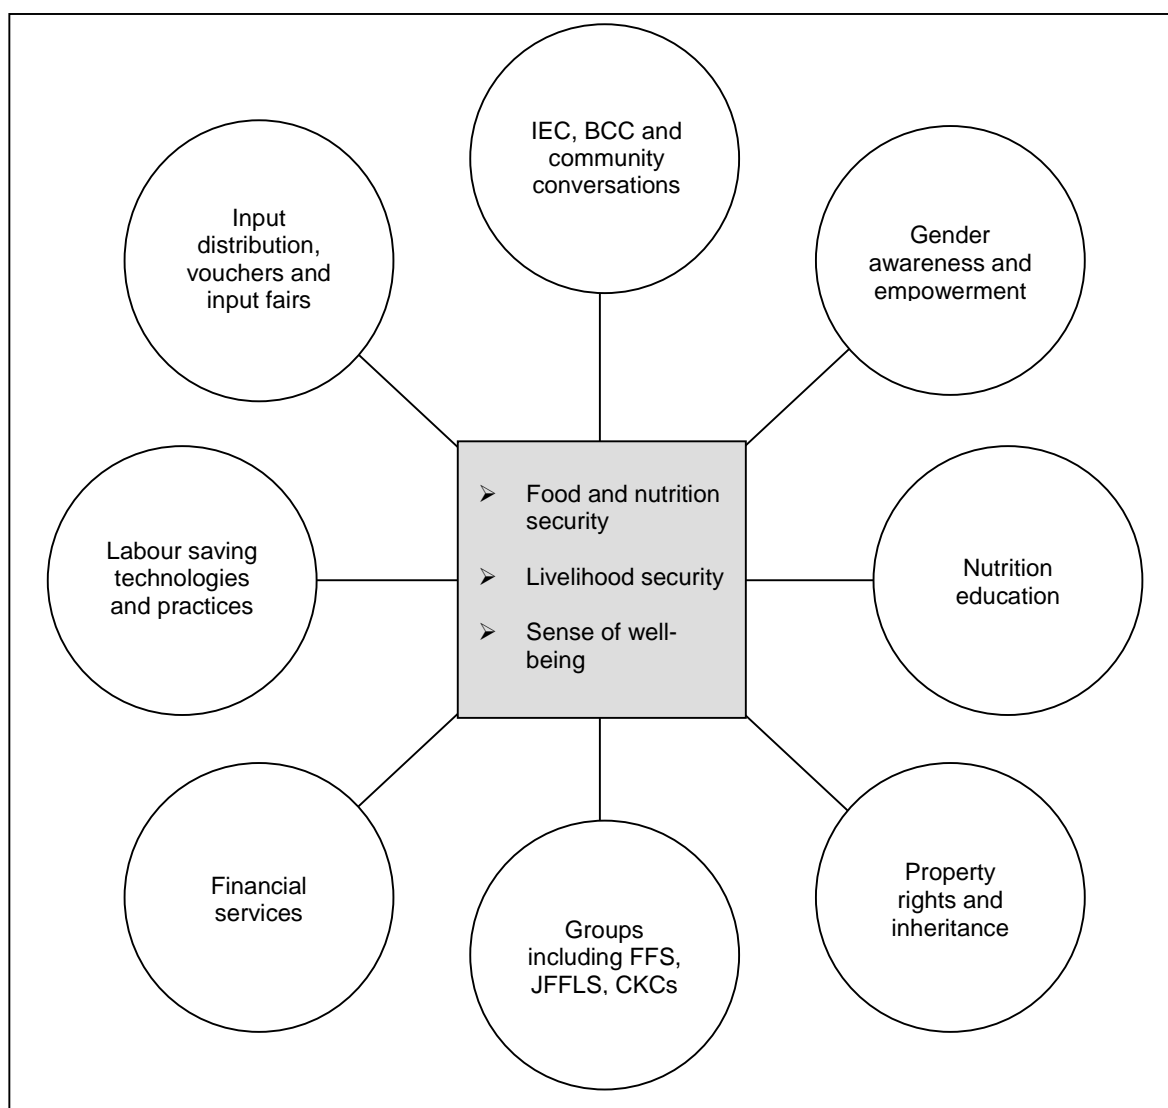 IEC, BCC and
community
conversations
Input
distribution,
vouchers and
input fairs
Gender
awareness and
empowerment
➢ Food and nutrition
security
➢ Livelihood security
➢ Sense of well-
being
Labour saving
technologies
and practices
Nutrition
education
Financial
services
Groups
including FFS,
JFFLS, CKCs
Property
rights and
inheritance